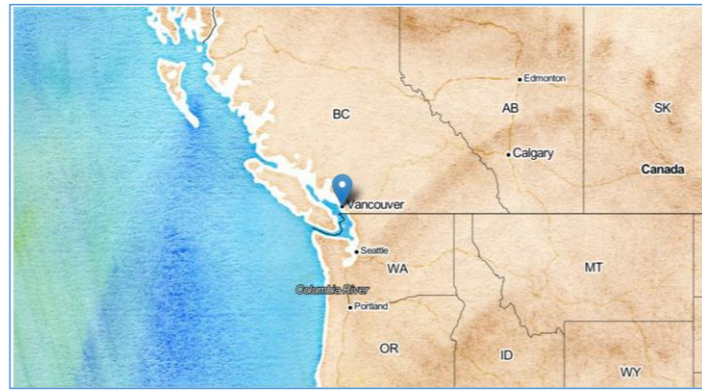 Edmonton
BC
AB
SK
Calgary
Canada
Vancouver
Seattle
WA
MT
Columbia River
Portland
OR
ID
WY